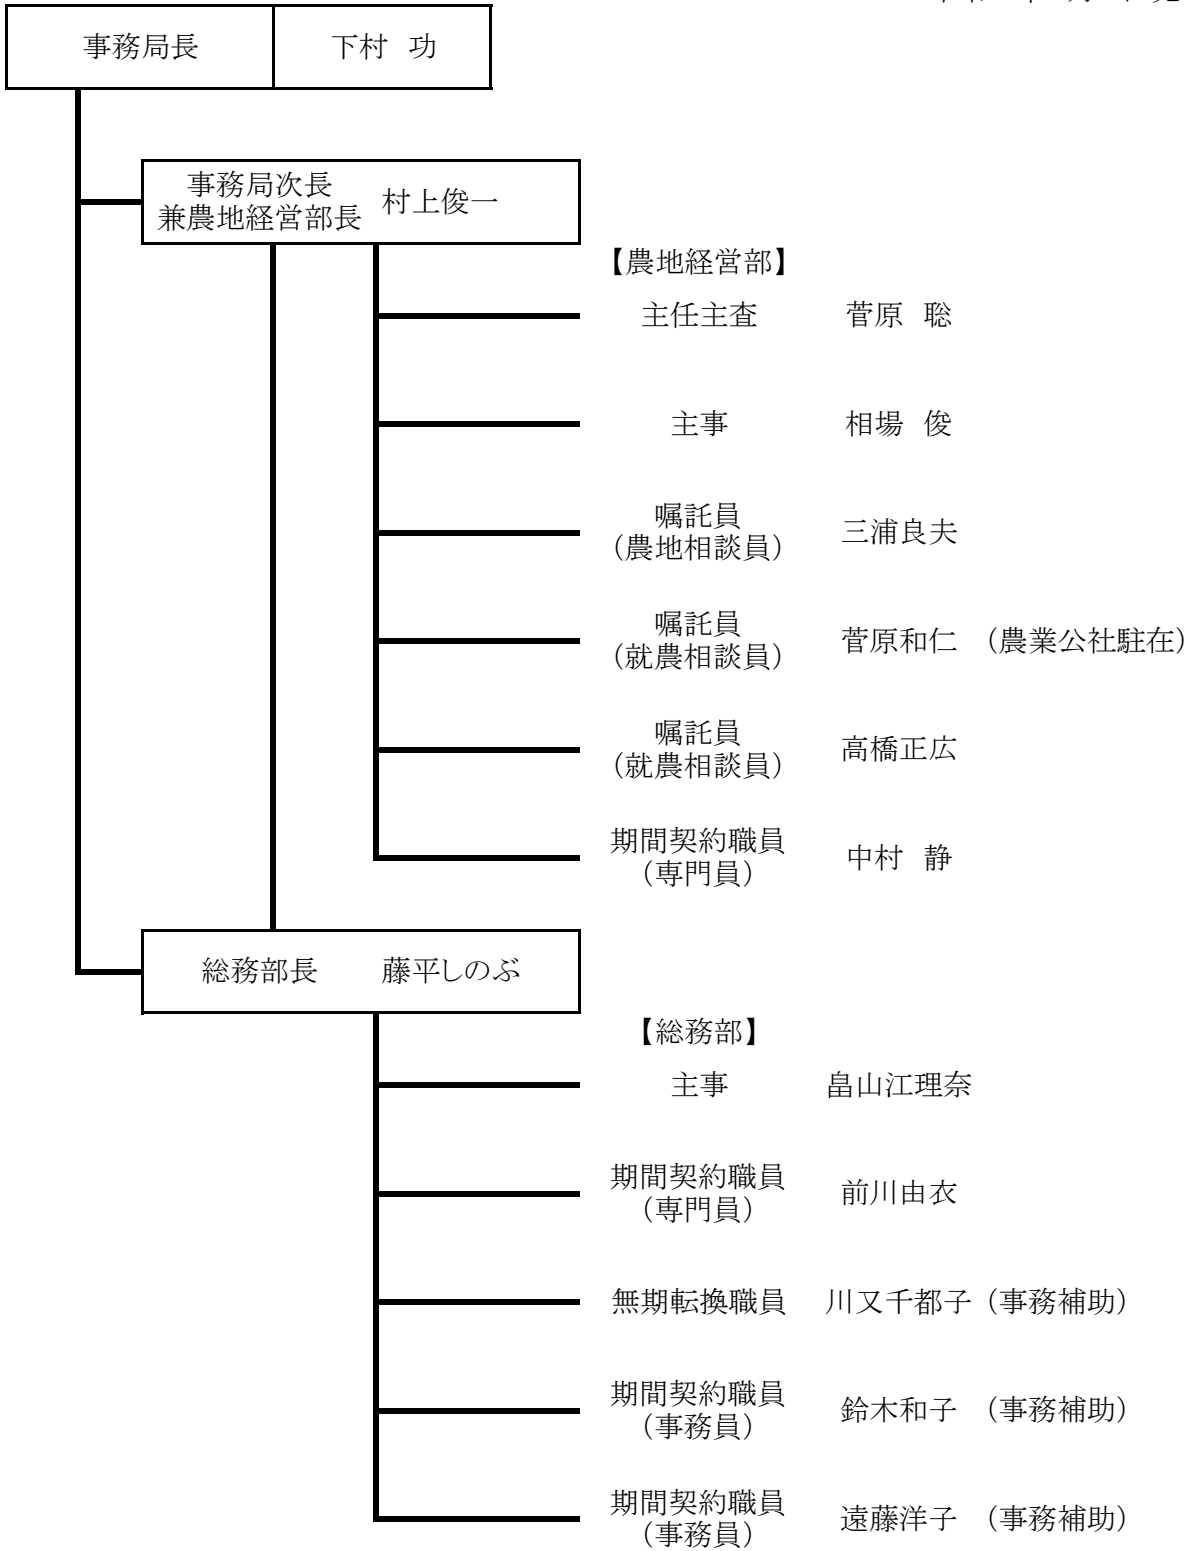 事務局長 下村 功
事務局次長
兼農地経営部長 村上俊一
【農地経営部】
主任主査 菅原 聡
主事 相場 俊
嘱託員
（農地相談員） 三浦良夫
嘱託員
（就農相談員） 菅原和仁 （農業公社駐在）
嘱託員
（就農相談員） 高橋正広
期間契約職員
（専門員） 中村 静
総務部長 藤平しのぶ
【総務部】
主事 畠山江理奈
期間契約職員
（専門員） 前川由衣
無期転換職員 川又千都子（事務補助）
期間契約職員
（事務員） 鈴木和子 （事務補助）
期間契約職員
（事務員） 遠藤洋子 （事務補助）